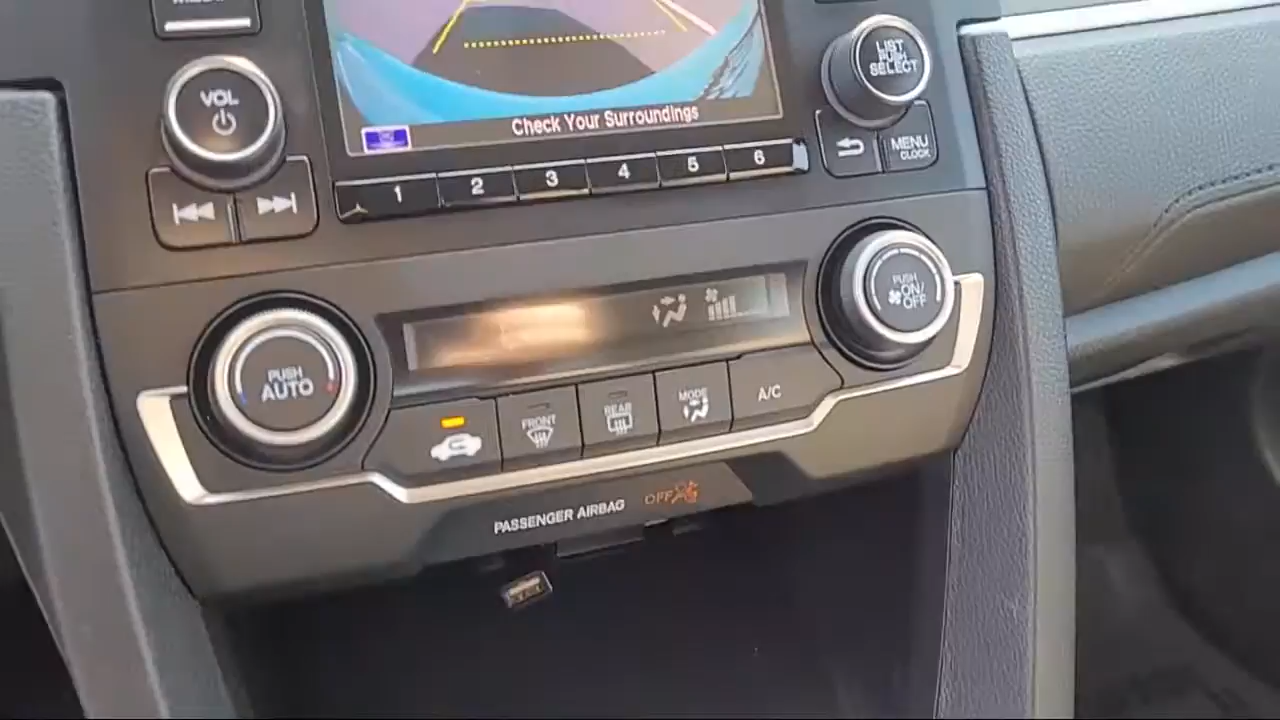 VOL
LIST
PUSH
SELECT
Check Your Surroundings
MENU
CLOCK
1 2 3 4 5 6
PUSH
ON/
OFF
PUSH
AUTO
FRONT
REAR
MODE
A/C
PASSENGER AIRBAG OFF